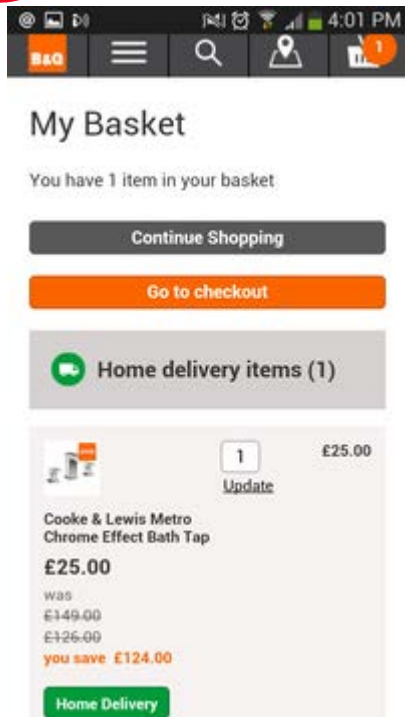 4:01 PM
B&Q
1
My Basket
You have 1 item in your basket
Continue Shopping
Go to checkout
Home delivery items (1)
1
£25.00
Update
Cooke & Lewis Metro
Chrome Effect Bath Tap
£25.00
was
£149.00
£126.00
you save £124.00
Home Delivery